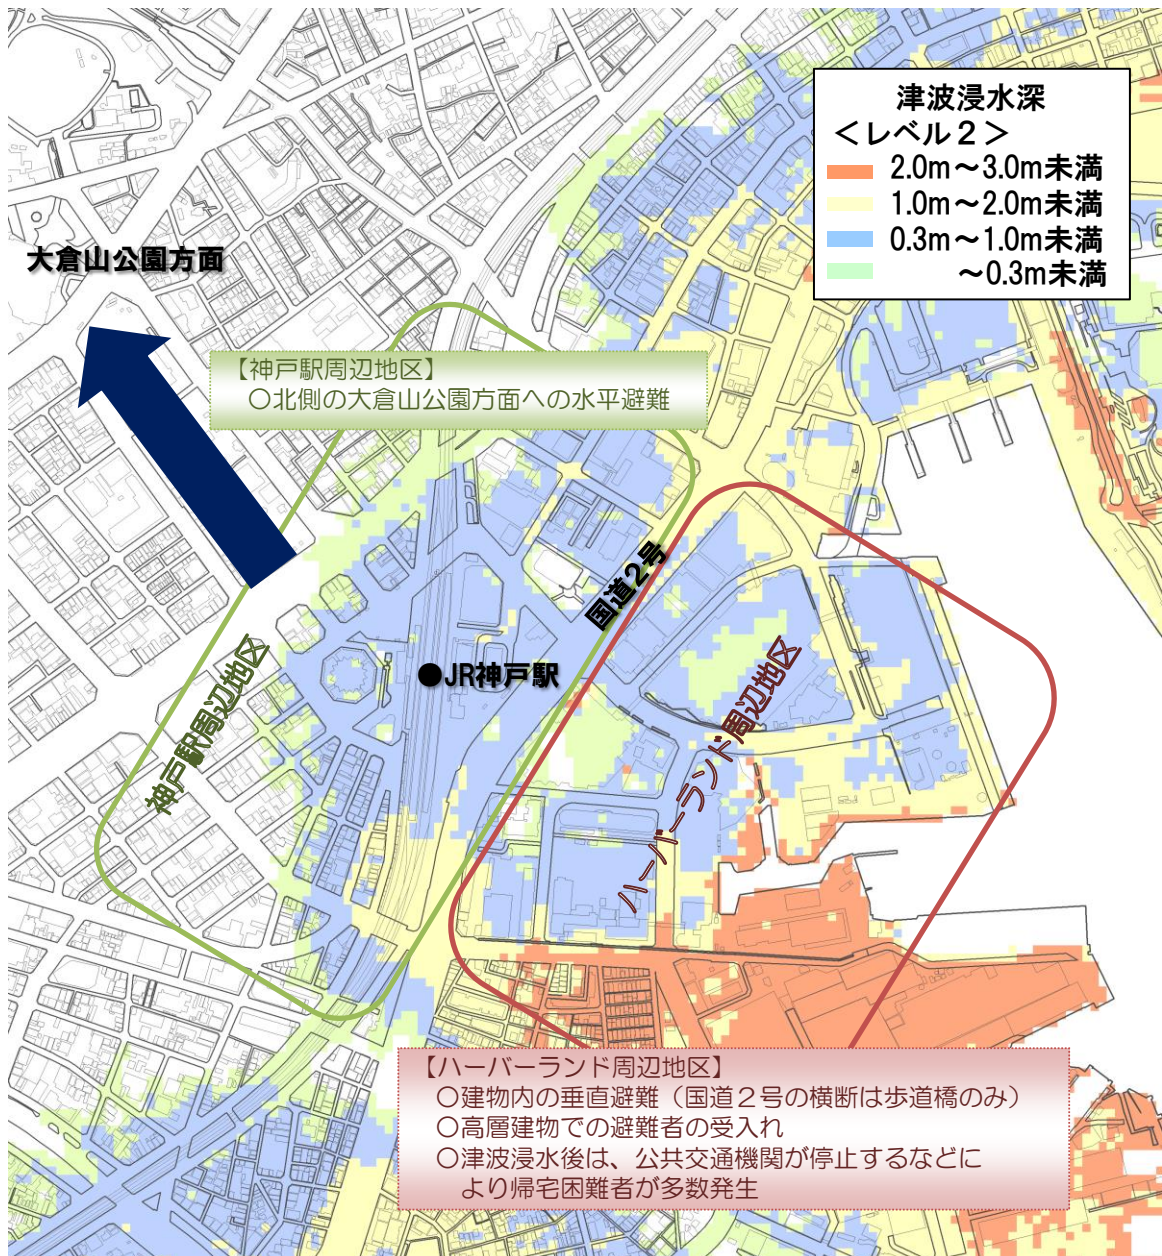 津波浸水深
＜レベル２＞
2.0m～3.0m未満
1.0m～2.0m未満
0.3m～1.0m未満
～0.3m未満
大倉山公園方面
【神戸駅周辺地区】
○北側の大倉山公園方面への水平避難
国道2号
●JR神戸駅
神戸駅周辺地区
ハーバーランド周辺地区
【ハーバーランド周辺地区】
○建物内の垂直避難（国道２号の横断は歩道橋のみ）
○高層建物での避難者の受入れ
○津波浸水後は、公共交通機関が停止するなどに
より帰宅困難者が多数発生